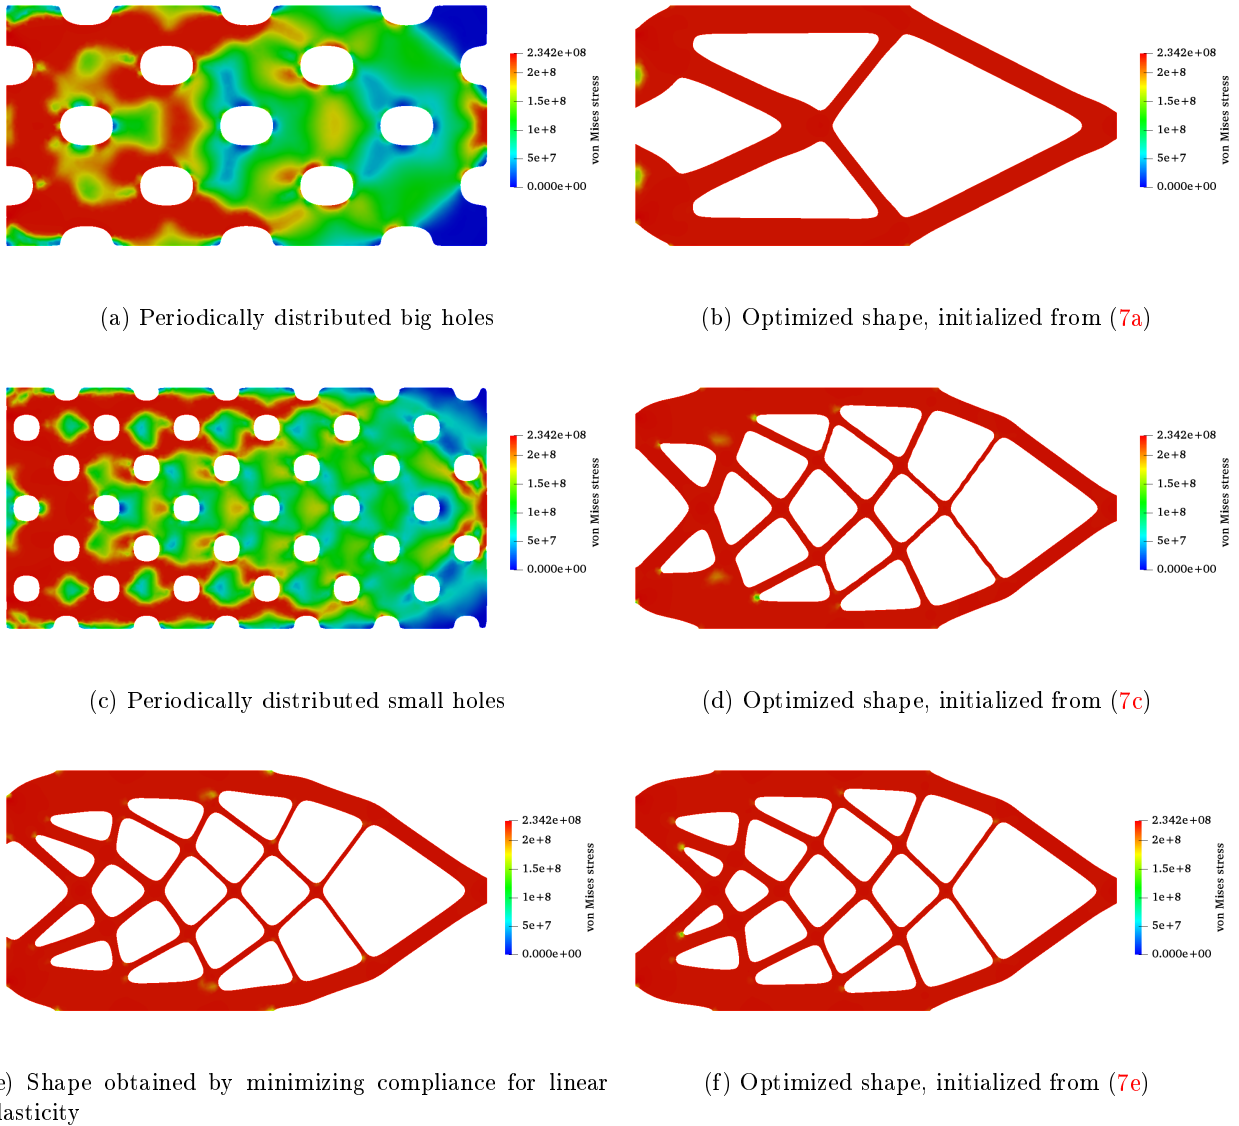 2.342e+08
2e+8
1.5e+8
1e+8
5e+7
0.000e+00
von Mises stress
2.342e+08
2e+8
1.5e+8
1e+8
5e+7
0.000e+00
von Mises stress
(a) Periodically distributed big holes
(b) Optimized shape, initialized from (7a)
2.342e+08
2e+8
1.5e+8
1e+8
5e+7
0.000e+00
von Mises stress
2.342e+08
2e+8
1.5e+8
1e+8
5e+7
0.000e+00
von Mises stress
(c) Periodically distributed small holes
(d) Optimized shape, initialized from (7c)
2.342e+08
2e+8
1.5e+8
1e+8
5e+7
0.000e+00
von Mises stress
2.342e+08
2e+8
1.5e+8
1e+8
5e+7
0.000e+00
von Mises stress
e) Shape obtained by minimizing compliance for linear
lasticity
(f) Optimized shape, initialized from (7e)